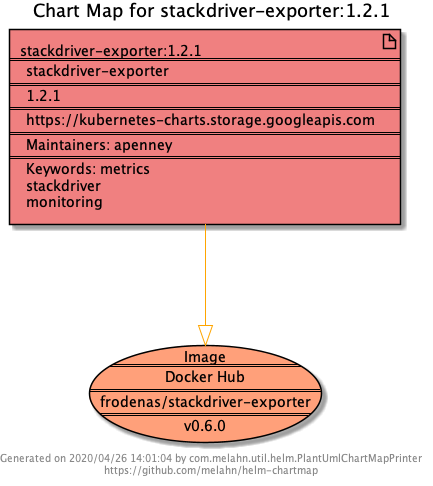 Chart Map for stackdriver-exporter:1.2.1
stackdriver-exporter:1.2.1
stackdriver-exporter
1.2.1
https://kubernetes-charts.storage.googleapis.com
Maintainers: apenney
Keywords: metrics
stackdriver
monitoring
Image
Docker Hub
frodenas/stackdriver-exporter
v0.6.0
Generated on 2020/04/26 14:01:04 by com.melahn.util.helm.PlantUmlChartMapPrinter
https://github.com/melahn/helm-chartmap